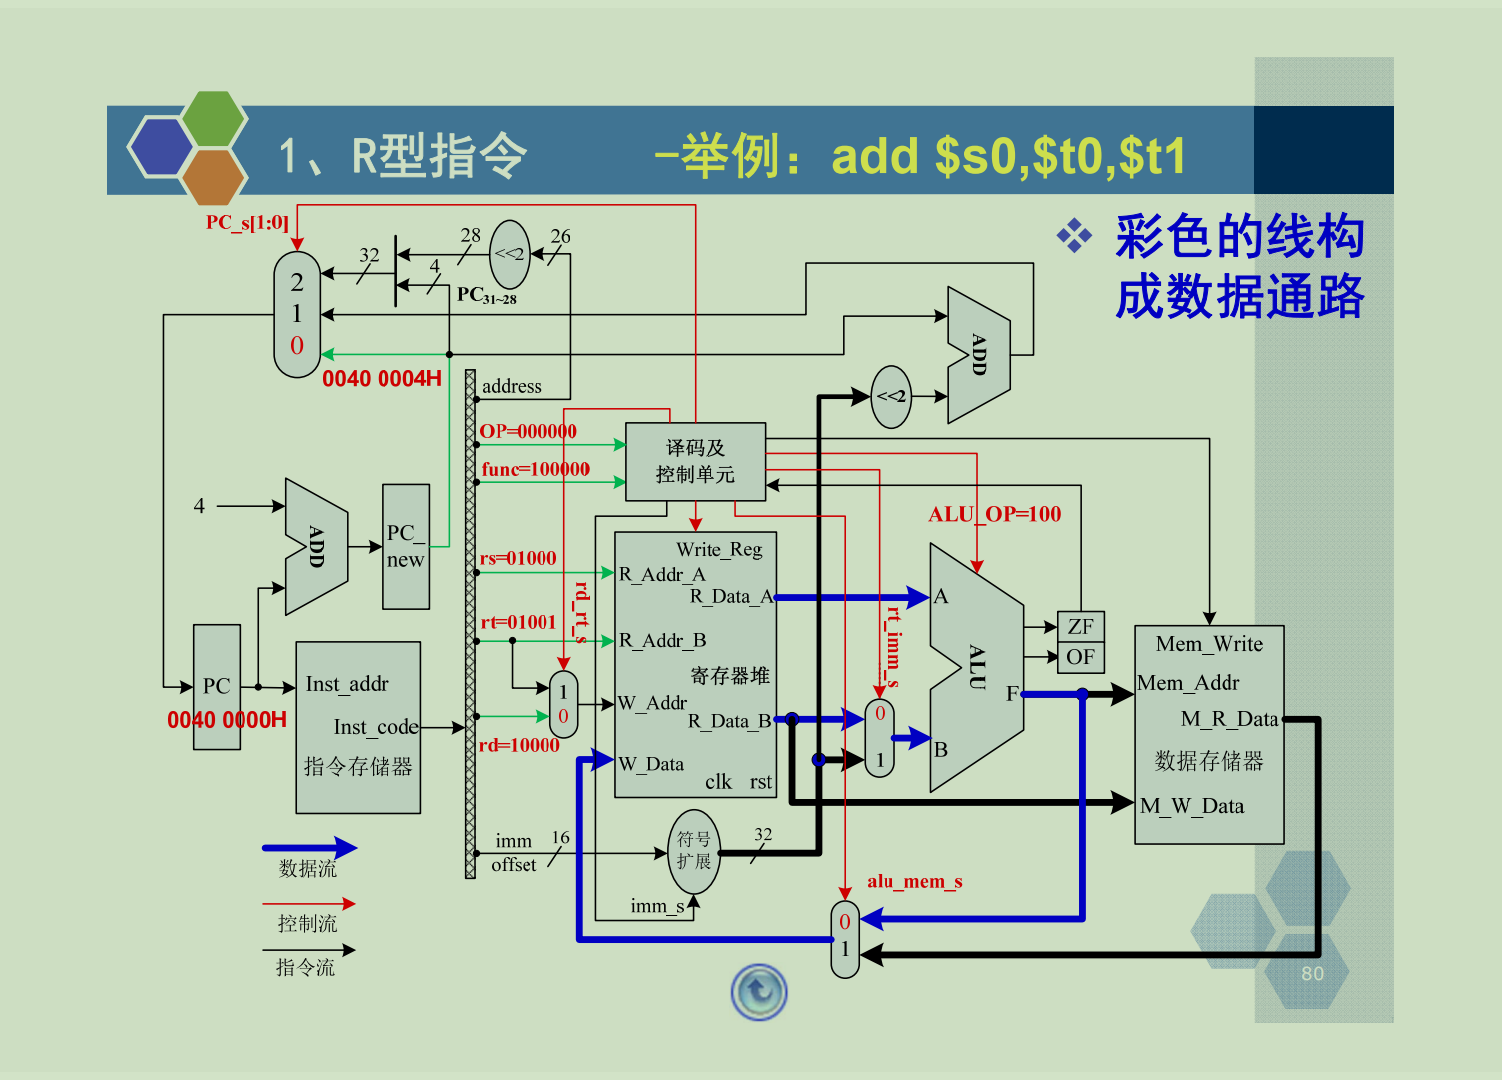 1、R型指令 –举例：add $s0,$t0,$t1
彩色的线构
成数据通路
PC_s[1:0]
2
1
0
32
28
4
<<2
26
PC31~28
0040 0004H
address
OP=000000
func=100000
译码及
控制单元
<<2
ADD
4
ADD
PC_
new
rs=01000
rt=01001
rd=10000
rd_rt_s
1
0
Write_Reg
R_Addr_A
R_Data_A
R_Addr_B
寄存器堆
W_Addr
R_Data_B
W_Data
clk rst
ALU_OP=100
rt_imm_s
0
1
A
B
ALU
F
ZF
OF
Mem_Write
Mem_Addr
M_R_Data
数据存储器
M_W_Data
PC
0040 0000H
Inst_addr
Inst_code
指令存储器
imm
offset
16
符号
扩展
32
imm_s
alu_mem_s
0
1
数据流
控制流
指令流
80